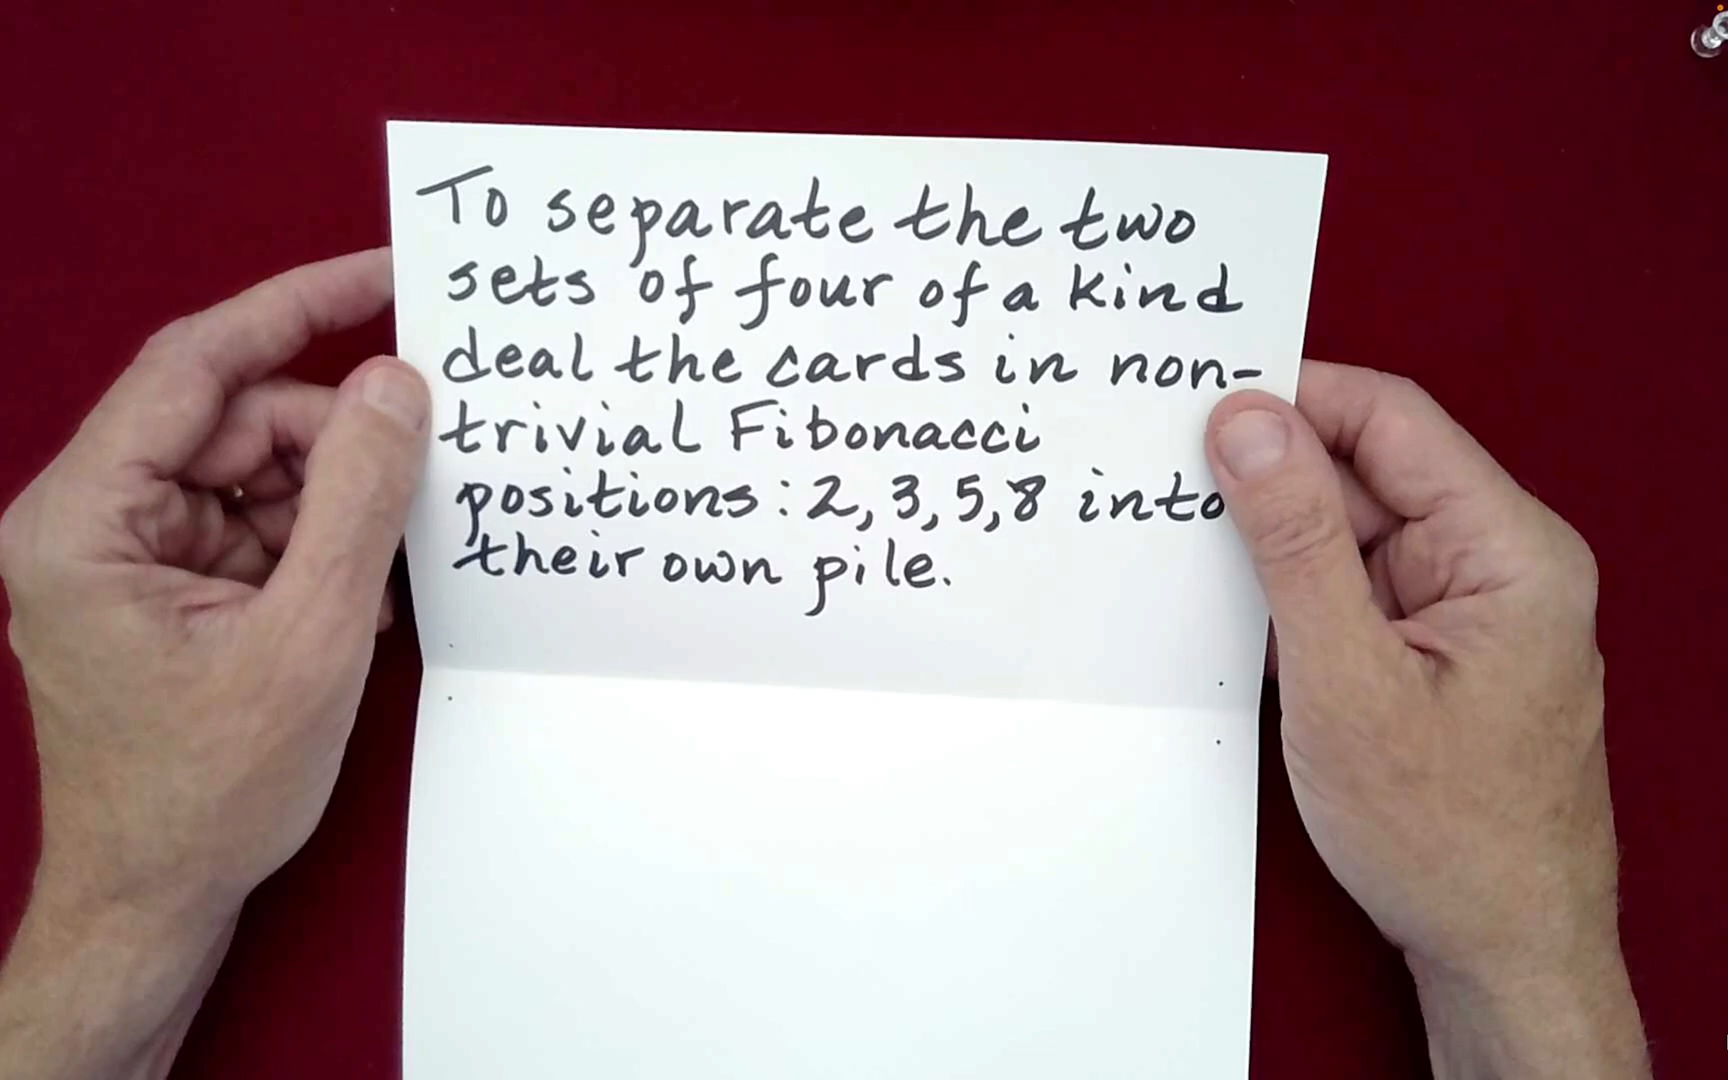 To separate the two
sets of four of a kind
deal the cards in non-
trivial Fibonacci
positions: 2, 3, 5, 8 into
their own pile.